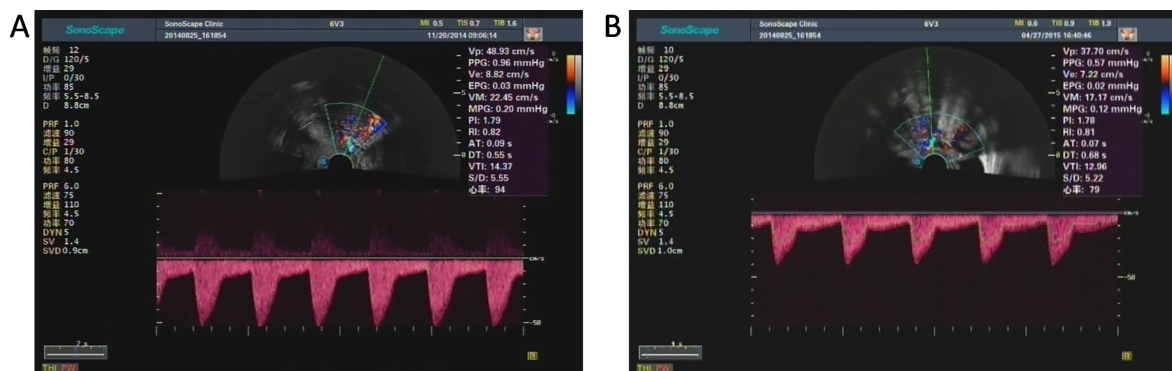 A
SonoScape
SonoScape Clinic
20140825_161854
6V3
MI 0.5 TIS 0.7 TIB 1.6
11/20/2014 09:06:14
帧频 12
D/G 120/5
增益 29
I/P 0/30
功率 85
频率 5.5-8.5
D 8.8cm
PRF 1.0
滤波 90
增益 29
C/P 1/30
功率 80
频率 4.5
PRF 6.0
滤波 75
增益 110
频率 4.5
功率 70
DYN 5
SV 1.4
SVD 0.9cm
Vp: 48.93 cm/s
PPG: 0.96 mmHg
Ve: 8.82 cm/s
EPG: 0.03 mmHg
VM: 22.45 cm/s
MPG: 0.20 mmHg
PI: 1.79
RI: 0.82
AT: 0.09 s
DT: 0.55 s
VTI: 14.37
S/D: 5.55
心率: 94
5
0
cm/s
-50
7 s
THI PW
B
SonoScape
SonoScape Clinic
20140825_161854
6V3
MI 0.6 TIS 0.9 TIB 1.9
04/27/2015 16:40:46
帧频 10
D/G 120/5
增益 29
I/P 0/30
功率 85
频率 5.5-8.5
D 8.8cm
PRF 1.0
滤波 90
增益 29
C/P 1/30
功率 80
频率 4.5
PRF 6.0
滤波 75
增益 110
频率 4.5
功率 70
DYN 5
SV 1.4
SVD 1.0cm
Vp: 37.70 cm/s
PPG: 0.57 mmHg
Ve: 7.22 cm/s
EPG: 0.02 mmHg
VM: 17.17 cm/s
MPG: 0.12 mmHg
PI: 1.78
RI: 0.81
AT: 0.07 s
DT: 0.68 s
VTI: 12.96
S/D: 5.22
心率: 79
5
0
cm/s
-50
THI PW